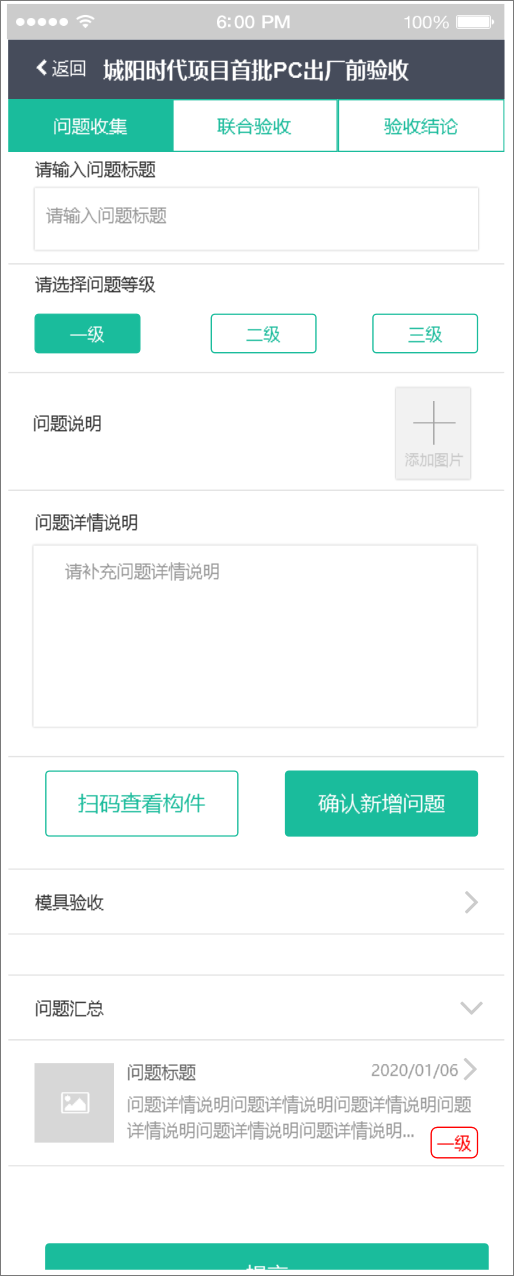 6:00 PM 100%
返回 城阳时代项目首批PC出厂前验收
问题收集 联合验收 验收结论
请输入问题标题
请输入问题标题
请选择问题等级
一级 二级 三级
问题说明
添加图片
问题详情说明
请补充问题详情说明
扫码查看构件 确认新增问题
模具验收
问题汇总
问题标题 2020/01/06
问题详情说明问题详情说明问题详情说明问题
详情说明问题详情说明问题详情说明...
一级